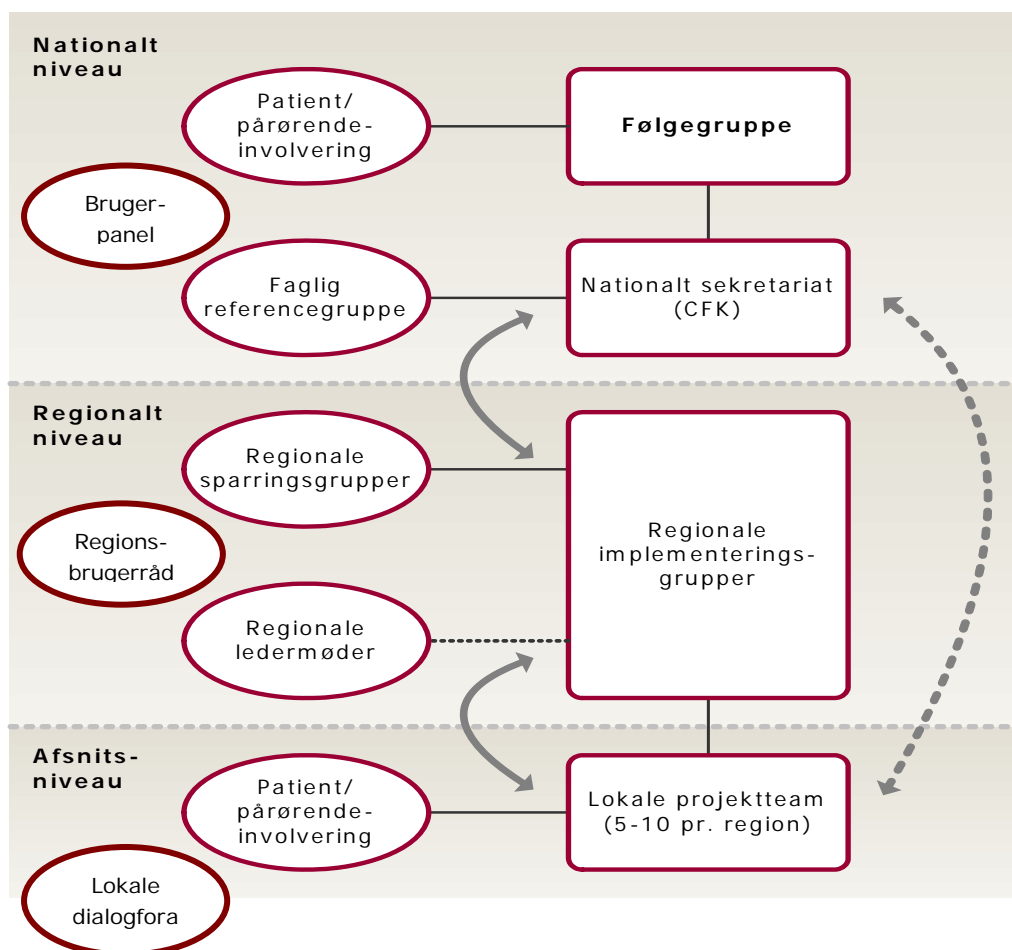 Nationalt
niveau
Patient/
pårørende-
involvering
Følgegruppe
Bruger-
panel
Faglig
referencegruppe
Nationalt sekretariat
(CFK)
Regionalt
niveau
Regionale
sparringsgrupper
Regions-
brugerråd
Regionale
implementerings-
grupper
Regionale
ledermøder
Afsnits-
niveau
Patient/
pårørende-
involvering
Lokale projektteam
(5-10 pr. region)
Lokale
dialogfora